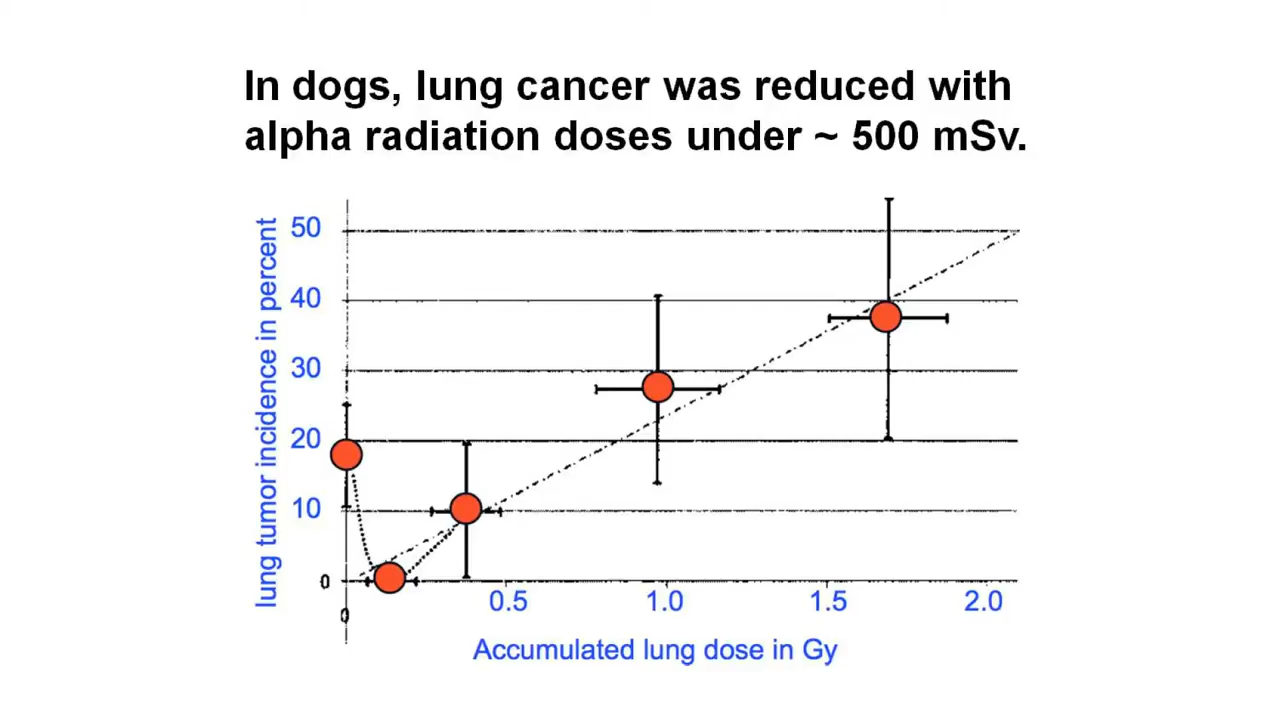 In dogs, lung cancer was reduced with
alpha radiation doses under ~ 500 mSv.
lung tumor incidence in percent
50
40
30
20
10
0
0
0.5
1.0
1.5
2.0
Accumulated lung dose in Gy